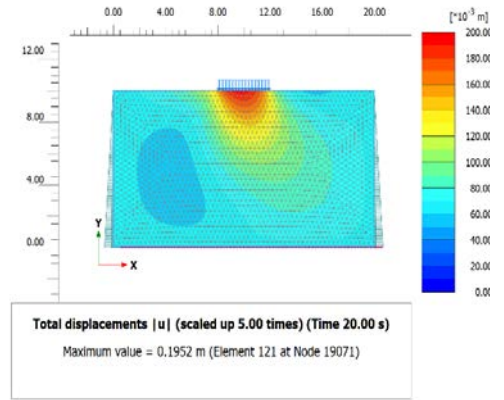 0.00 4.00 8.00 12.00 16.00 20.00
[*10⁻³ m]
12.00
8.00
4.00
0.00
Y
X
200.00
180.00
160.00
140.00
120.00
100.00
80.00
60.00
40.00
20.00
0.00
Total displacements |u| (scaled up 5.00 times) (Time 20.00 s)
Maximum value = 0.1952 m (Element 121 at Node 19071)